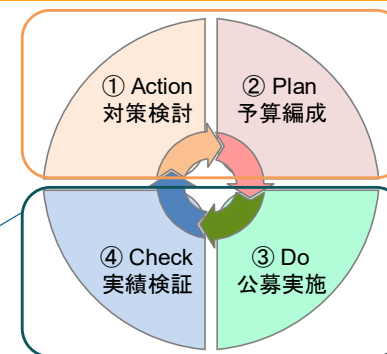 ① Action
対策検討
② Plan
予算編成
④ Check
実績検証
③ Do
公募実施